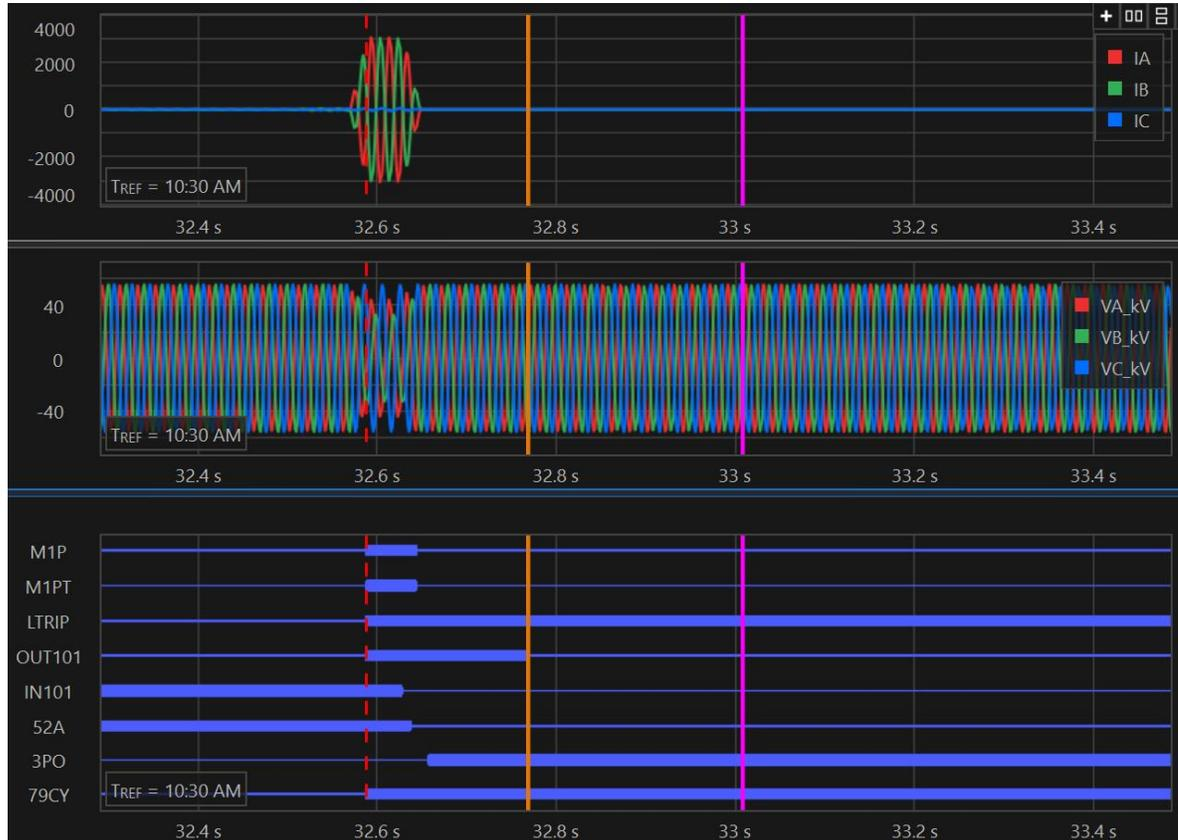 4000
IA
2000
IB
0
IC
-2000
TREF = 10:30 AM
-4000
32.4 s 32.6 s 32.8 s 33 s 33.2 s 33.4 s
40
VA_kV
VB_kV
0
VC_kV
-40
TREF = 10:30 AM
32.4 s 32.6 s 32.8 s 33 s 33.2 s 33.4 s
M1P
M1PT
LTRIP
OUT101
IN101
52A
3PO
TREF = 10:30 AM
79CY
32.4 s 32.6 s 32.8 s 33 s 33.2 s 33.4 s